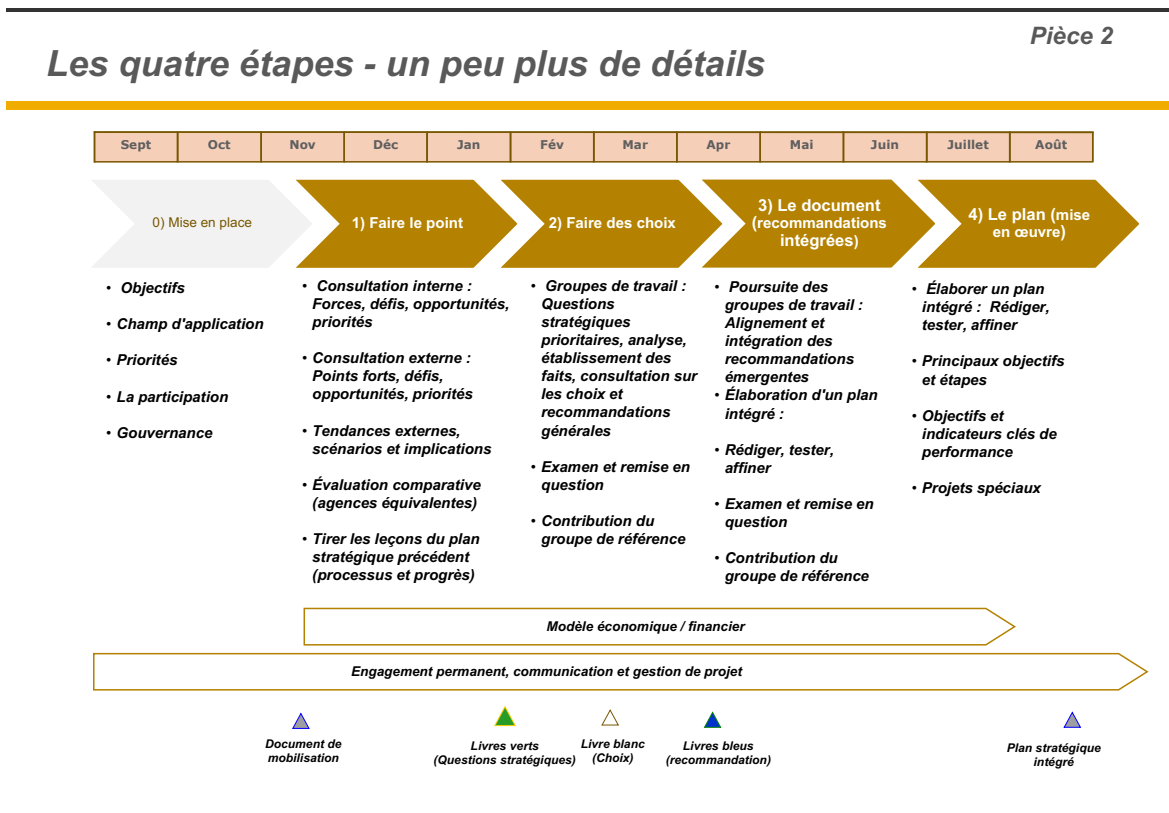 Pièce 2
Les quatre étapes - un peu plus de détails
Sept Oct Nov Déc Jan Fév Mar Apr Mai Juin Juillet Août
0) Mise en place
1) Faire le point
2) Faire des choix
3) Le document
(recommandations
intégrées)
4) Le plan (mise
en œuvre)
• Objectifs
• Champ d'application
• Priorités
• La participation
• Gouvernance
• Consultation interne :
Forces, défis, opportunités,
priorités
• Consultation externe :
Points forts, défis,
opportunités, priorités
• Tendances externes,
scénarios et implications
• Évaluation comparative
(agences équivalentes)
• Tirer les leçons du plan
stratégique précédent
(processus et progrès)
• Groupes de travail :
Questions
stratégiques
prioritaires, analyse,
établissement des
faits, consultation sur
les choix et
recommandations
générales
• Examen et remise en
question
• Contribution du
groupe de référence
• Poursuite des
groupes de travail :
Alignement et
intégration des
recommandations
émergentes
• Élaboration d'un plan
intégré :
• Rédiger, tester,
affiner
• Examen et remise en
question
• Contribution du
groupe de référence
• Élaborer un plan
intégré : Rédiger,
tester, affiner
• Principaux objectifs
et étapes
• Objectifs et
indicateurs clés de
performance
• Projets spéciaux
Modèle économique / financier
Engagement permanent, communication et gestion de projet
Document de
mobilisation
Livres verts
(Questions stratégiques)
Livre blanc
(Choix)
Livres bleus
(recommandation)
Plan stratégique
intégré